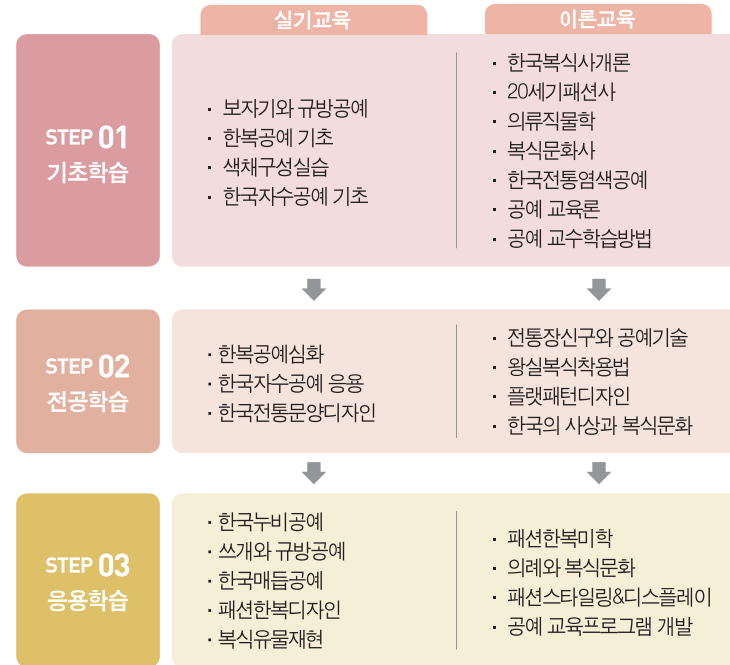 실기교육
이론교육
STEP 01
기초학습
· 보자기와 규방공예
· 한복공예 기초
· 색채구성실습
· 한국자수공예 기초
· 한국복식사개론
· 20세기패션사
· 의류직물학
· 복식문화사
· 한국전통염색공예
· 공예 교육론
· 공예 교수학습방법
STEP 02
전공학습
· 한복공예심화
· 한국자수공예 응용
· 한국전통문양디자인
· 전통장신구와 공예기술
· 왕실복식착용법
· 플랫패턴디자인
· 한국의 사상과 복식문화
STEP 03
응용학습
· 한국누비공예
· 쓰개와 규방공예
· 한국매듭공예
· 패션한복디자인
· 복식유물재현
· 패션한복미학
· 의례와 복식문화
· 패션스타일링&디스플레이
· 공예 교육프로그램 개발